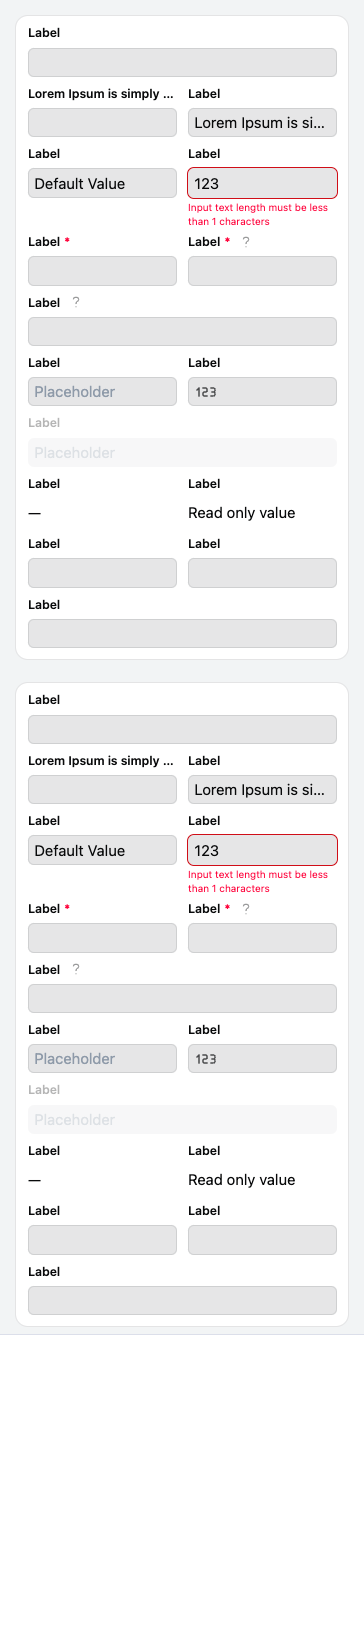 Label
Lorem Ipsum is simply ... Label
Lorem Ipsum is si...
Label Label
Default Value 123
Input text length must be less
than 1 characters
Label * Label * ?
Label ?
Label Label
Placeholder 123
Label
Placeholder
Label Label
— Read only value
Label Label
Label
Label
Lorem Ipsum is simply ... Label
Lorem Ipsum is si...
Label Label
Default Value 123
Input text length must be less
than 1 characters
Label * Label * ?
Label ?
Label Label
Placeholder 123
Label
Placeholder
Label Label
— Read only value
Label Label
Label